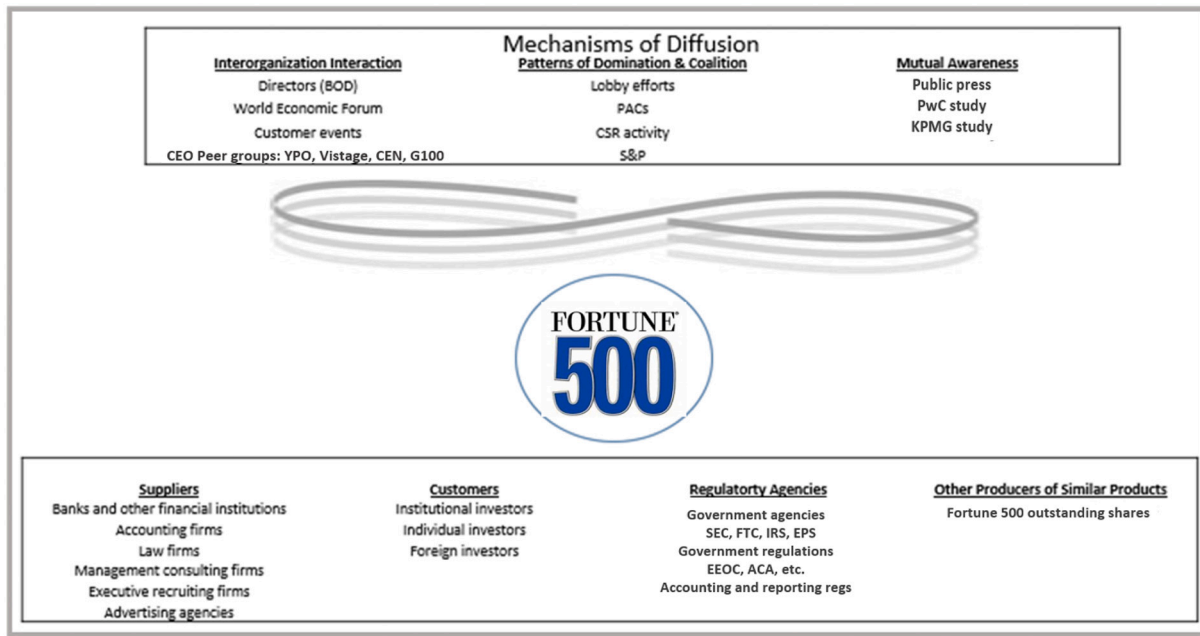 Mechanisms of Diffusion
Interorganization Interaction
Directors (BOD)
World Economic Forum
Customer events
CEO Peer groups: YPO, Vistage, CEN, G100
Patterns of Domination & Coalition
Lobby efforts
PACs
CSR activity
S&P
Mutual Awareness
Public press
PwC study
KPMG study
FORTUNE®
500
Suppliers
Banks and other financial institutions
Accounting firms
Law firms
Management consulting firms
Executive recruiting firms
Advertising agencies
Customers
Institutional investors
Individual investors
Foreign investors
Regulatorty Agencies
Government agencies
SEC, FTC, IRS, EPS
Government regulations
EEOC, ACA, etc.
Accounting and reporting regs
Other Producers of Similar Products
Fortune 500 outstanding shares